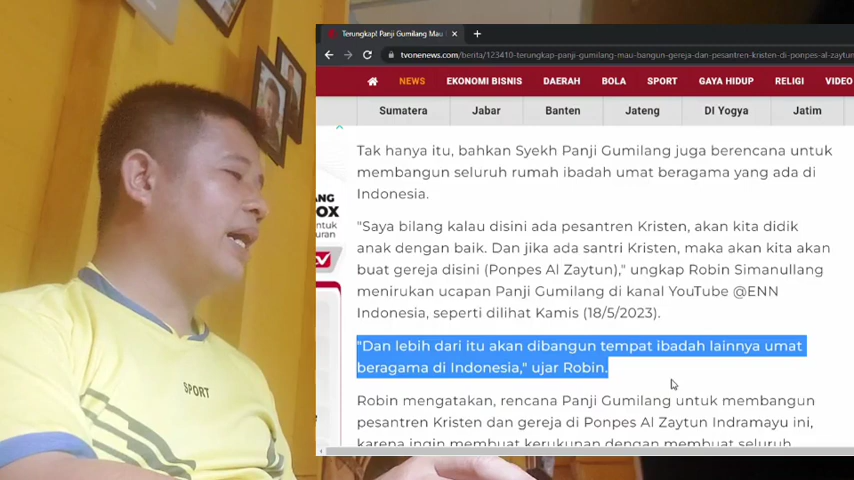 Terungkap! Panji Gumilang Mau
tvonenews.com/berita/123410-terungkap-panji-gumilang-mau-bangun-gereja-dan-pesantren-kristen-di-ponpes-al-zaytun
NEWS EKONOMI BISNIS DAERAH BOLA SPORT GAYA HIDUP RELIGI VIDEO
Sumatera Jabar Banten Jateng DI Yogya Jatim
Tak hanya itu, bahkan Syekh Panji Gumilang juga berencana untuk
membangun seluruh rumah ibadah umat beragama yang ada di
Indonesia.
"Saya bilang kalau disini ada pesantren Kristen, akan kita didik
anak dengan baik. Dan jika ada santri Kristen, maka akan kita akan
buat gereja disini (Ponpes Al Zaytun)," ungkap Robin Simanullang
menirukan ucapan Panji Gumilang di kanal YouTube @ENN
Indonesia, seperti dilihat Kamis (18/5/2023).
"Dan lebih dari itu akan dibangun tempat ibadah lainnya umat
beragama di Indonesia," ujar Robin.
Robin mengatakan, rencana Panji Gumilang untuk membangun
pesantren Kristen dan gereja di Ponpes Al Zaytun Indramayu ini,
karena ingin membuat kerukunan dengan membuat seluruh
SPORT